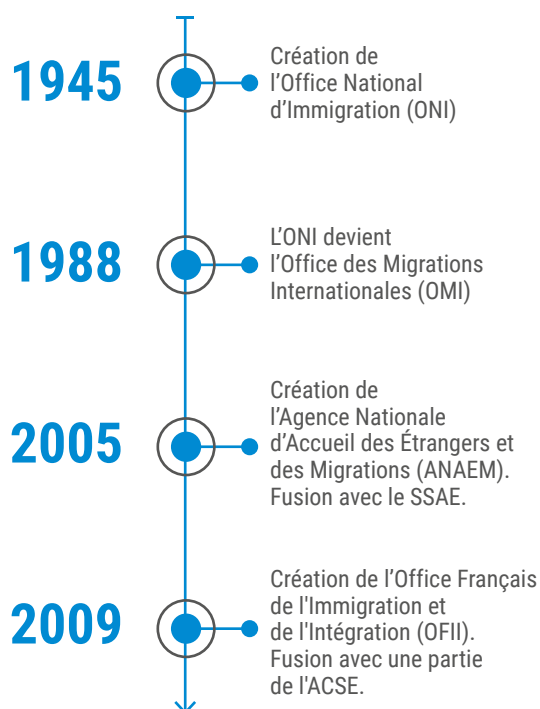 1945
Création de
l’Office National
d’Immigration (ONI)
1988
L’ONI devient
l’Office des Migrations
Internationales (OMI)
2005
Création de
l’Agence Nationale
d’Accueil des Étrangers et
des Migrations (ANAEM).
Fusion avec le SSAE.
2009
Création de l’Office Français
de l'Immigration et
de l'Intégration (OFII).
Fusion avec une partie
de l'ACSE.